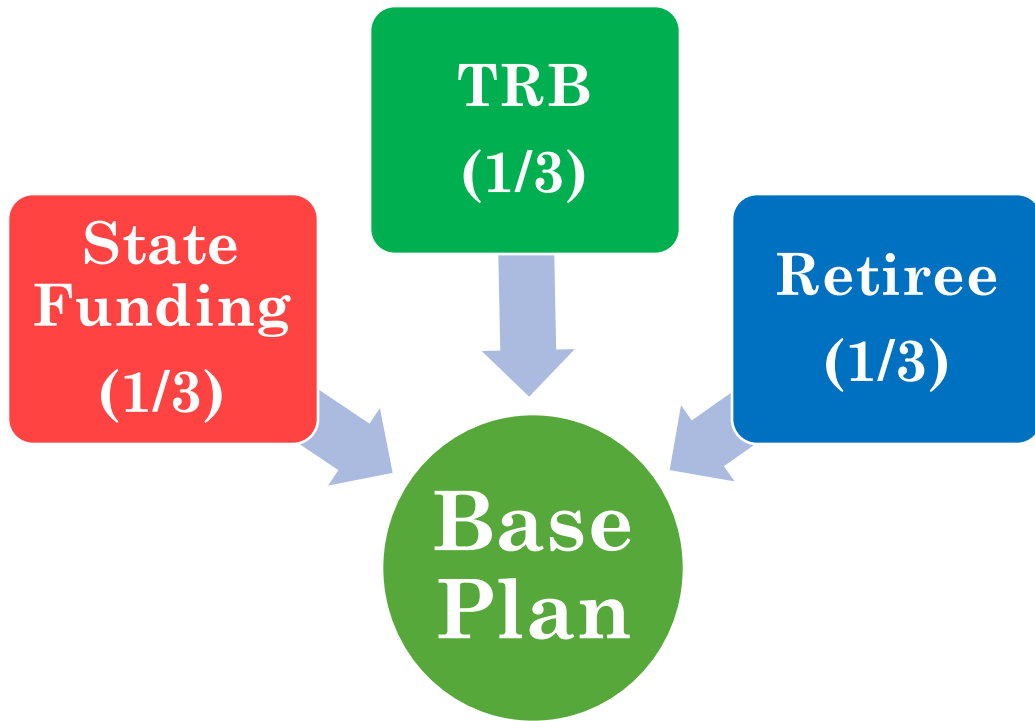 TRB
(1/3)
State
Funding
(1/3)
Retiree
(1/3)
Base
Plan